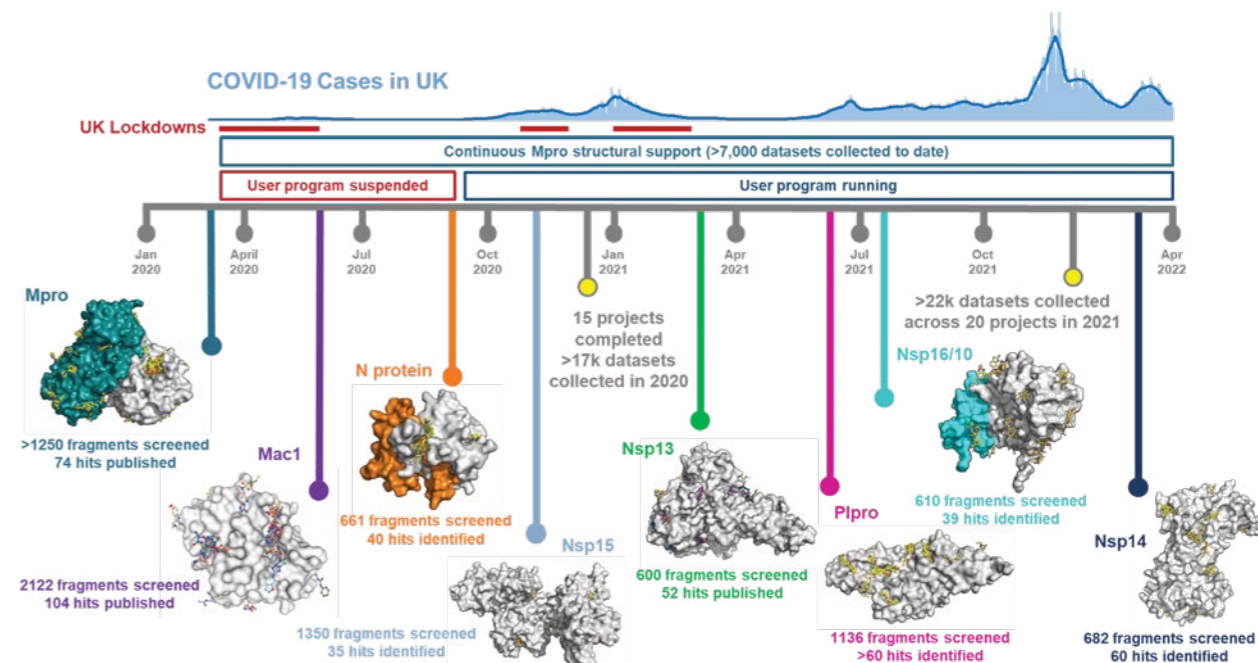 COVID-19 Cases in UK
UK Lockdowns
Continuous Mpro structural support (>7,000 datasets collected to date)
User program suspended
User program running
Jan
2020
April
2020
Jul
2020
Oct
2020
Jan
2021
Apr
2021
Jul
2021
Oct
2021
Apr
2022
Mpro
>1250 fragments screened
74 hits published
Mac1
2122 fragments screened
104 hits published
N protein
661 fragments screened
40 hits identified
Nsp15
1350 fragments screened
35 hits identified
15 projects
completed
>17k datasets
collected in 2020
Nsp13
600 fragments screened
52 hits published
Plpro
1136 fragments screened
>60 hits identified
Nsp16/10
610 fragments screened
39 hits identified
>22k datasets collected
across 20 projects in 2021
Nsp14
682 fragments screened
60 hits identified